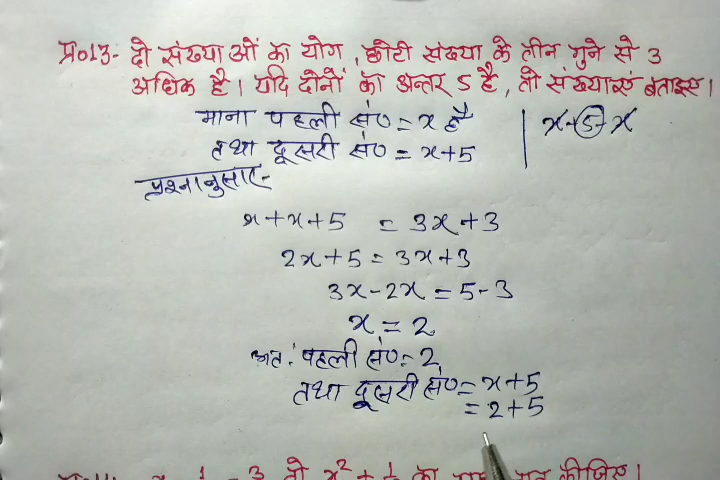 प्र०13- दो संख्याओं का योग, छोटी संख्या के तीन गुने से 3
अधिक है। यदि दोनों का अन्तर 5 है, तो संख्याएं बताइए।
माना पहली सं० = x है | x+5-x
तथा दूसरी सं० = x+5
प्रश्नानुसार-
x+x+5 = 3x+3
2x+5 = 3x+3
3x-2x = 5-3
x = 2
अतः पहली सं० = 2
तथा दूसरी सं० = x+5
= 2+5
तो x² + का कीजिए।